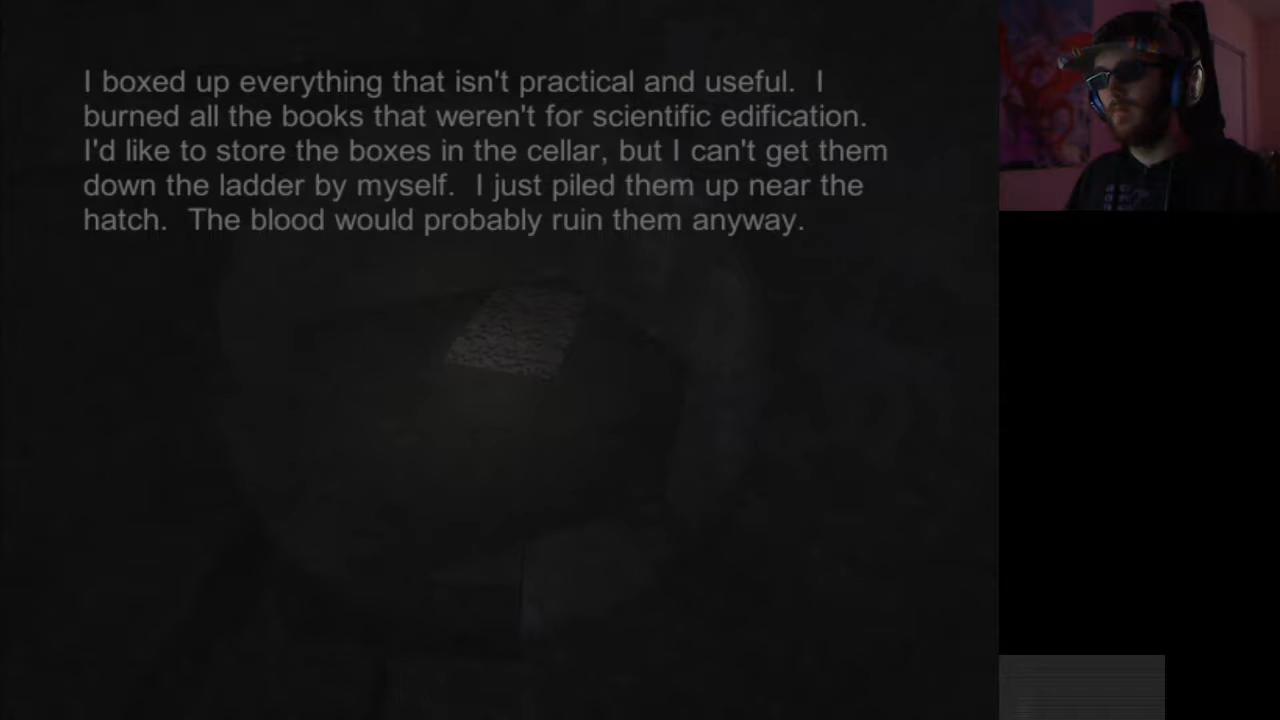 I boxed up everything that isn't practical and useful.  I
burned all the books that weren't for scientific edification.
I'd like to store the boxes in the cellar, but I can't get them
down the ladder by myself.  I just piled them up near the
hatch.  The blood would probably ruin them anyway.